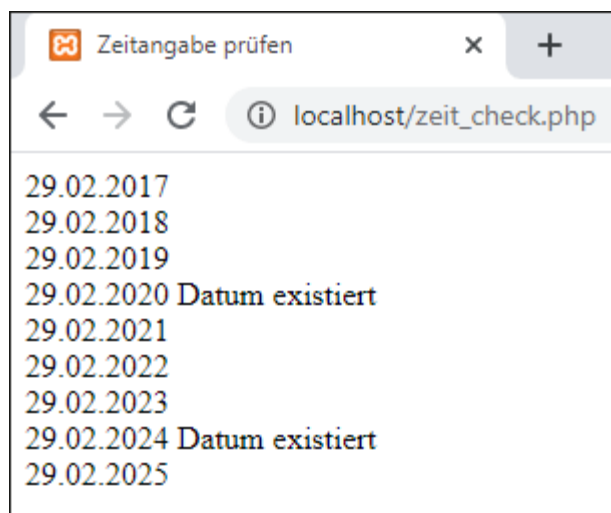 Zeitangabe prüfen
localhost/zeit_check.php
29.02.2017
29.02.2018
29.02.2019
29.02.2020 Datum existiert
29.02.2021
29.02.2022
29.02.2023
29.02.2024 Datum existiert
29.02.2025